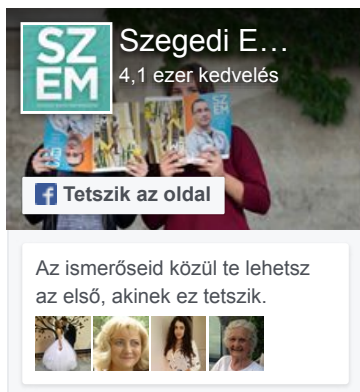 SZ
EM
Szegedi E...
4,1 ezer kedvelés
Tetszik az oldal
Az ismerőseid közül te lehetsz
az első, akinek ez tetszik.